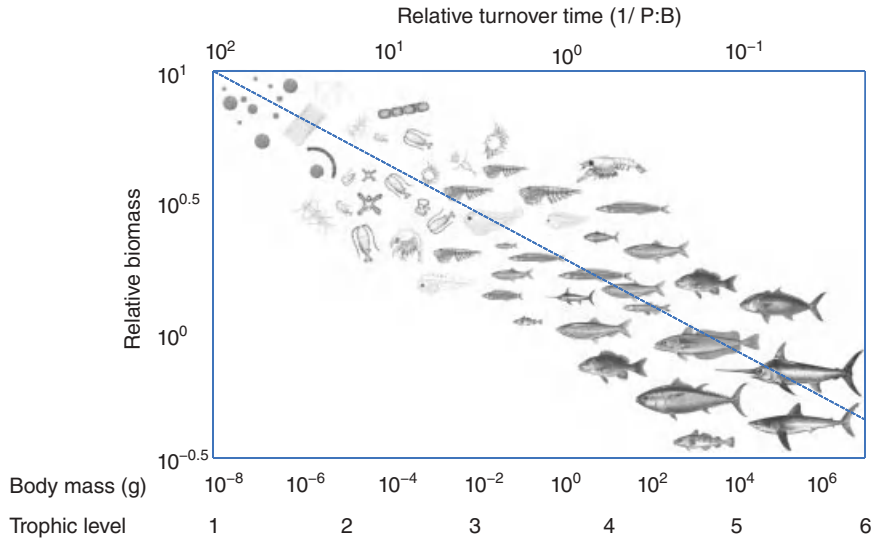 Relative turnover time (1/ P:B)
10² 10¹ 10⁰ 10⁻¹
10¹
10⁰·⁵
10⁰
10⁻⁰·⁵
Relative biomass
Body mass (g) 10⁻⁸ 10⁻⁶ 10⁻⁴ 10⁻² 10⁰ 10² 10⁴ 10⁶
Trophic level 1 2 3 4 5 6